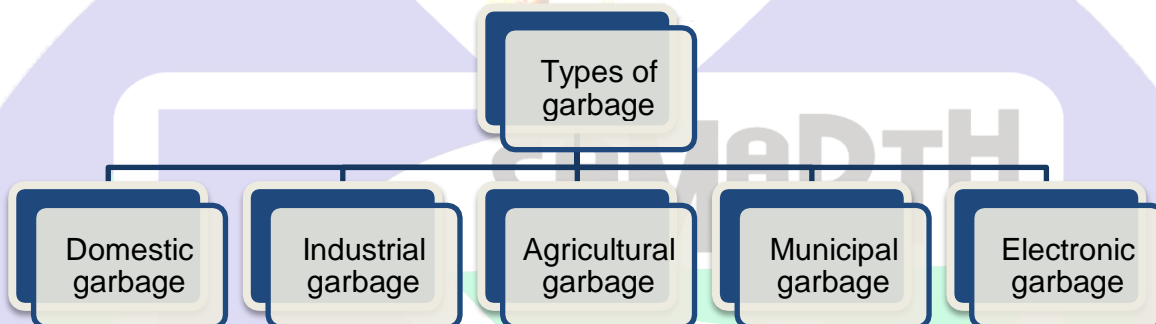 Types of
garbage
Domestic
garbage
Industrial
garbage
Agricultural
garbage
Municipal
garbage
Electronic
garbage